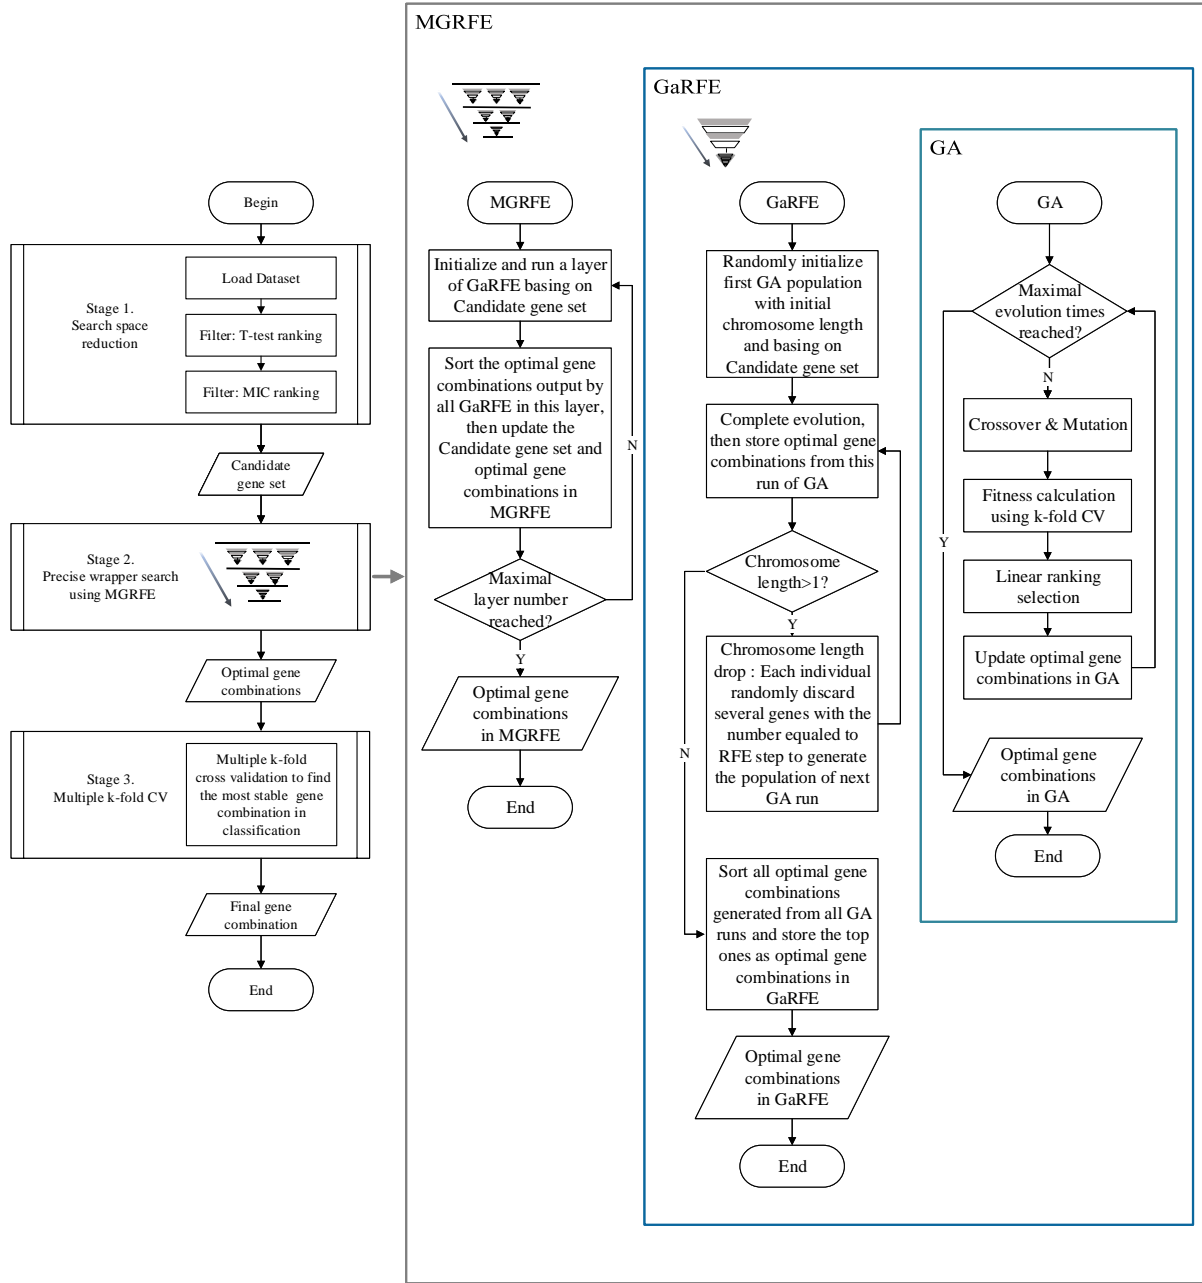 MGRFE
GaRFE
GA
Begin
Stage 1.
Search space
reduction
Load Dataset
Filter: T-test ranking
Filter: MIC ranking
Candidate
gene set
Stage 2.
Precise wrapper search
using MGRFE
Optimal gene
combinations
Stage 3.
Multiple k-fold CV
Multiple k-fold
cross validation to find
the most stable gene
combination in
classification
Final gene
combination
End
MGRFE
Initialize and run a layer
of GaRFE basing on
Candidate gene set
Sort the optimal gene
combinations output by
all GaRFE in this layer,
then update the
Candidate gene set and
optimal gene
combinations in
MGRFE
Maximal
layer number
reached?
N
Y
Optimal gene
combinations
in MGRFE
End
GaRFE
Randomly initialize
first GA population
with initial
chromosome length
and basing on
Candidate gene set
Complete evolution,
then store optimal gene
combinations from this
run of GA
Chromosome
length>1?
Y
N
Chromosome length
drop : Each individual
randomly discard
several genes with the
number equaled to
RFE step to generate
the population of next
GA run
Sort all optimal gene
combinations
generated from all GA
runs and store the top
ones as optimal gene
combinations in
GaRFE
Optimal gene
combinations
in GaRFE
End
GA
Maximal
evolution times
reached?
N
Y
Crossover & Mutation
Fitness calculation
using k-fold CV
Linear ranking
selection
Update optimal gene
combinations in GA
Optimal gene
combinations
in GA
End